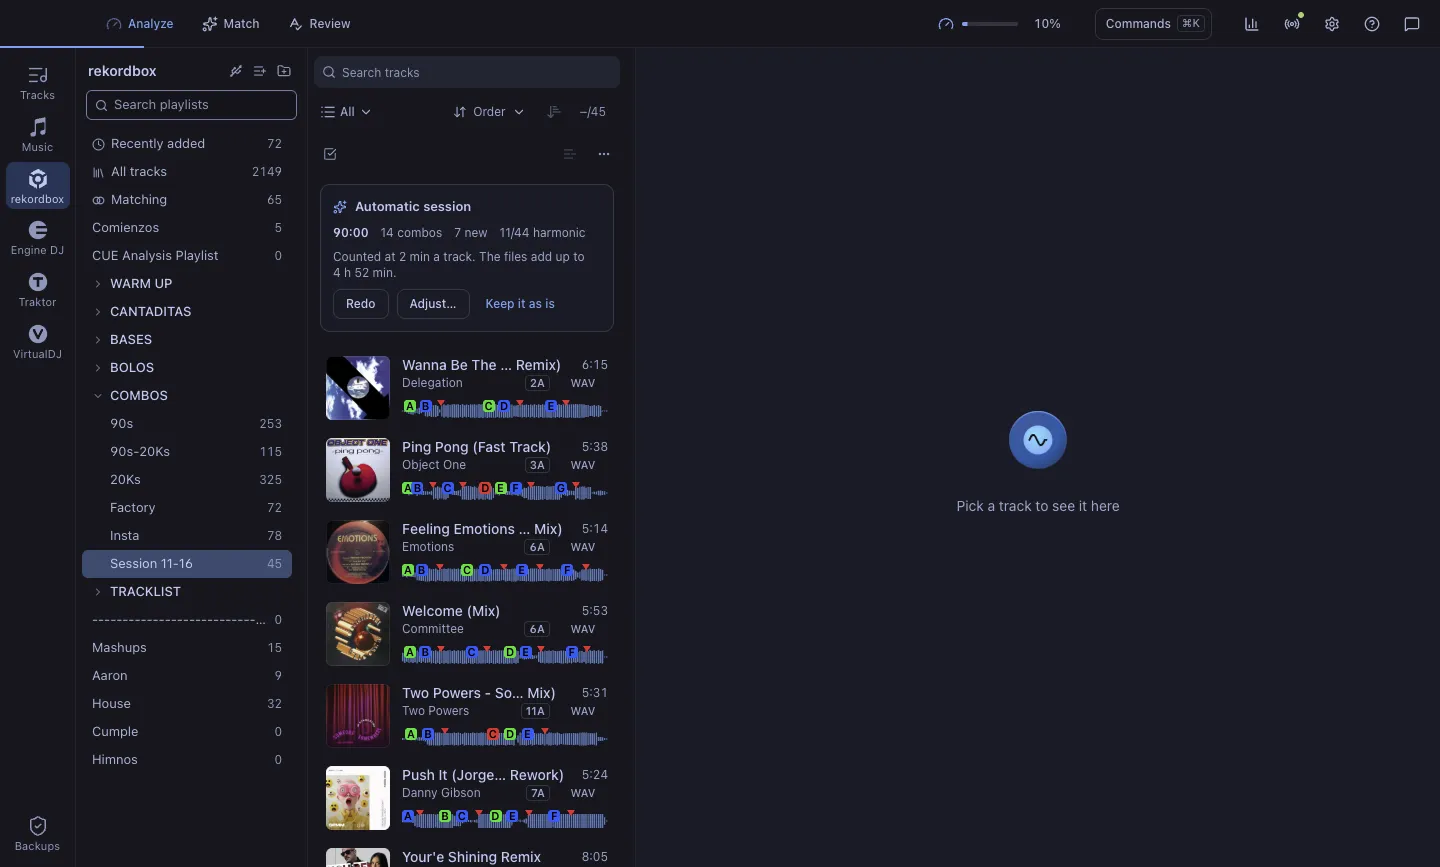 Analyze
Match
Review
10%
Commands ⌘K
Tracks
Music
rekordbox
Engine DJ
Traktor
VirtualDJ
Backups
rekordbox
Search playlists
Recently added 72
All tracks 2149
Matching 65
Comienzos 5
CUE Analysis Playlist 0
WARM UP
CANTADITAS
BASES
BOLOS
COMBOS
90s 253
90s-20Ks 115
20Ks 325
Factory 72
Insta 78
Session 11-16 45
TRACKLIST
---------------------------... 0
Mashups 15
Aaron 9
House 32
Cumple 0
Himnos 0
Search tracks
All
Order
–/45
Automatic session
90:00 14 combos 7 new 11/44 harmonic
Counted at 2 min a track. The files add up to
4 h 52 min.
Redo
Adjust...
Keep it as is
Wanna Be The ... Remix) 6:15
Delegation 2A WAV
A B C D E
Ping Pong (Fast Track) 5:38
Object One 3A WAV
A B C D E F G
OBJECT ONE
-ping pong-
Feeling Emotions ... Mix) 5:14
Emotions 6A WAV
A B C D E F
EMOTIONS
Welcome (Mix) 5:53
Committee 6A WAV
A B C D E F
Two Powers - So... Mix) 5:31
Two Powers 11A WAV
A B C D E
Push It (Jorge... Rework) 5:24
Danny Gibson 7A WAV
A B C D E F
Your'e Shining Remix 8:05
Pick a track to see it here